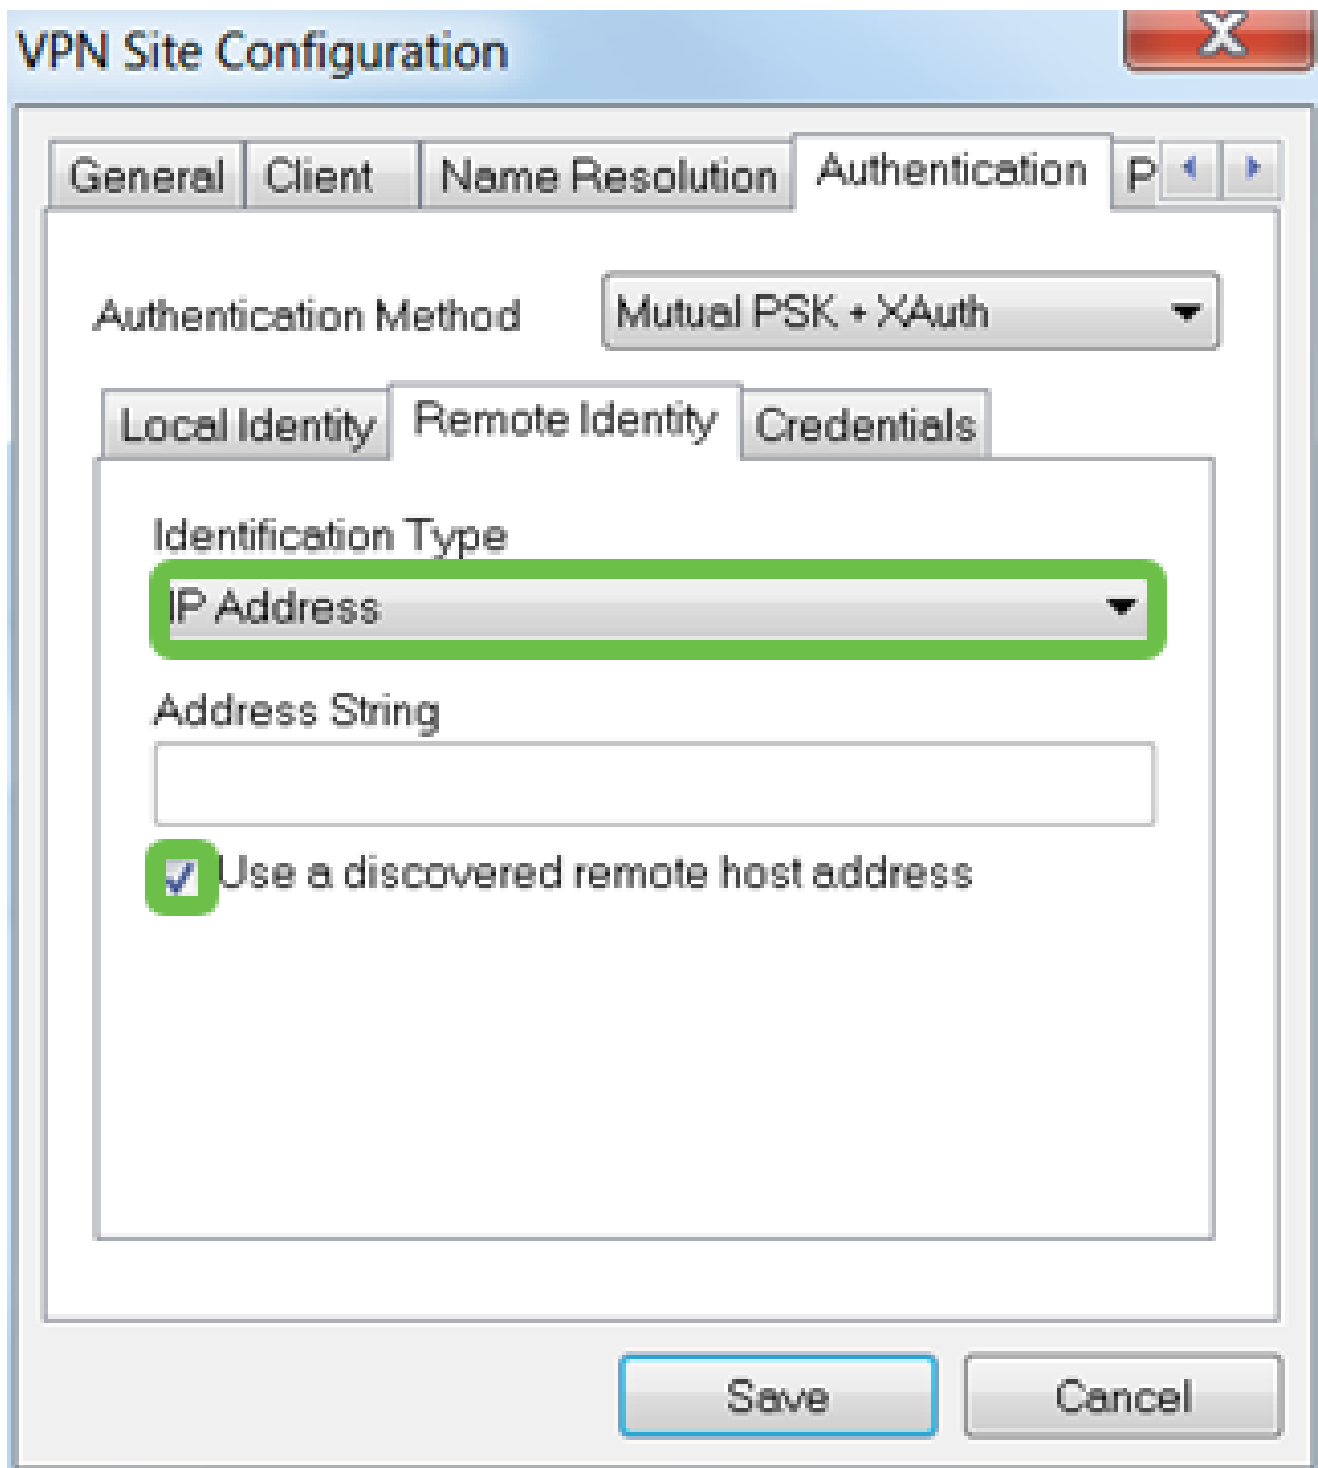 VPN Site Configuration
General Client Name Resolution Authentication P
Authentication Method Mutual PSK + XAuth
Local Identity Remote Identity Credentials
Identification Type
IP Address
Address String
Use a discovered remote host address
Save Cancel